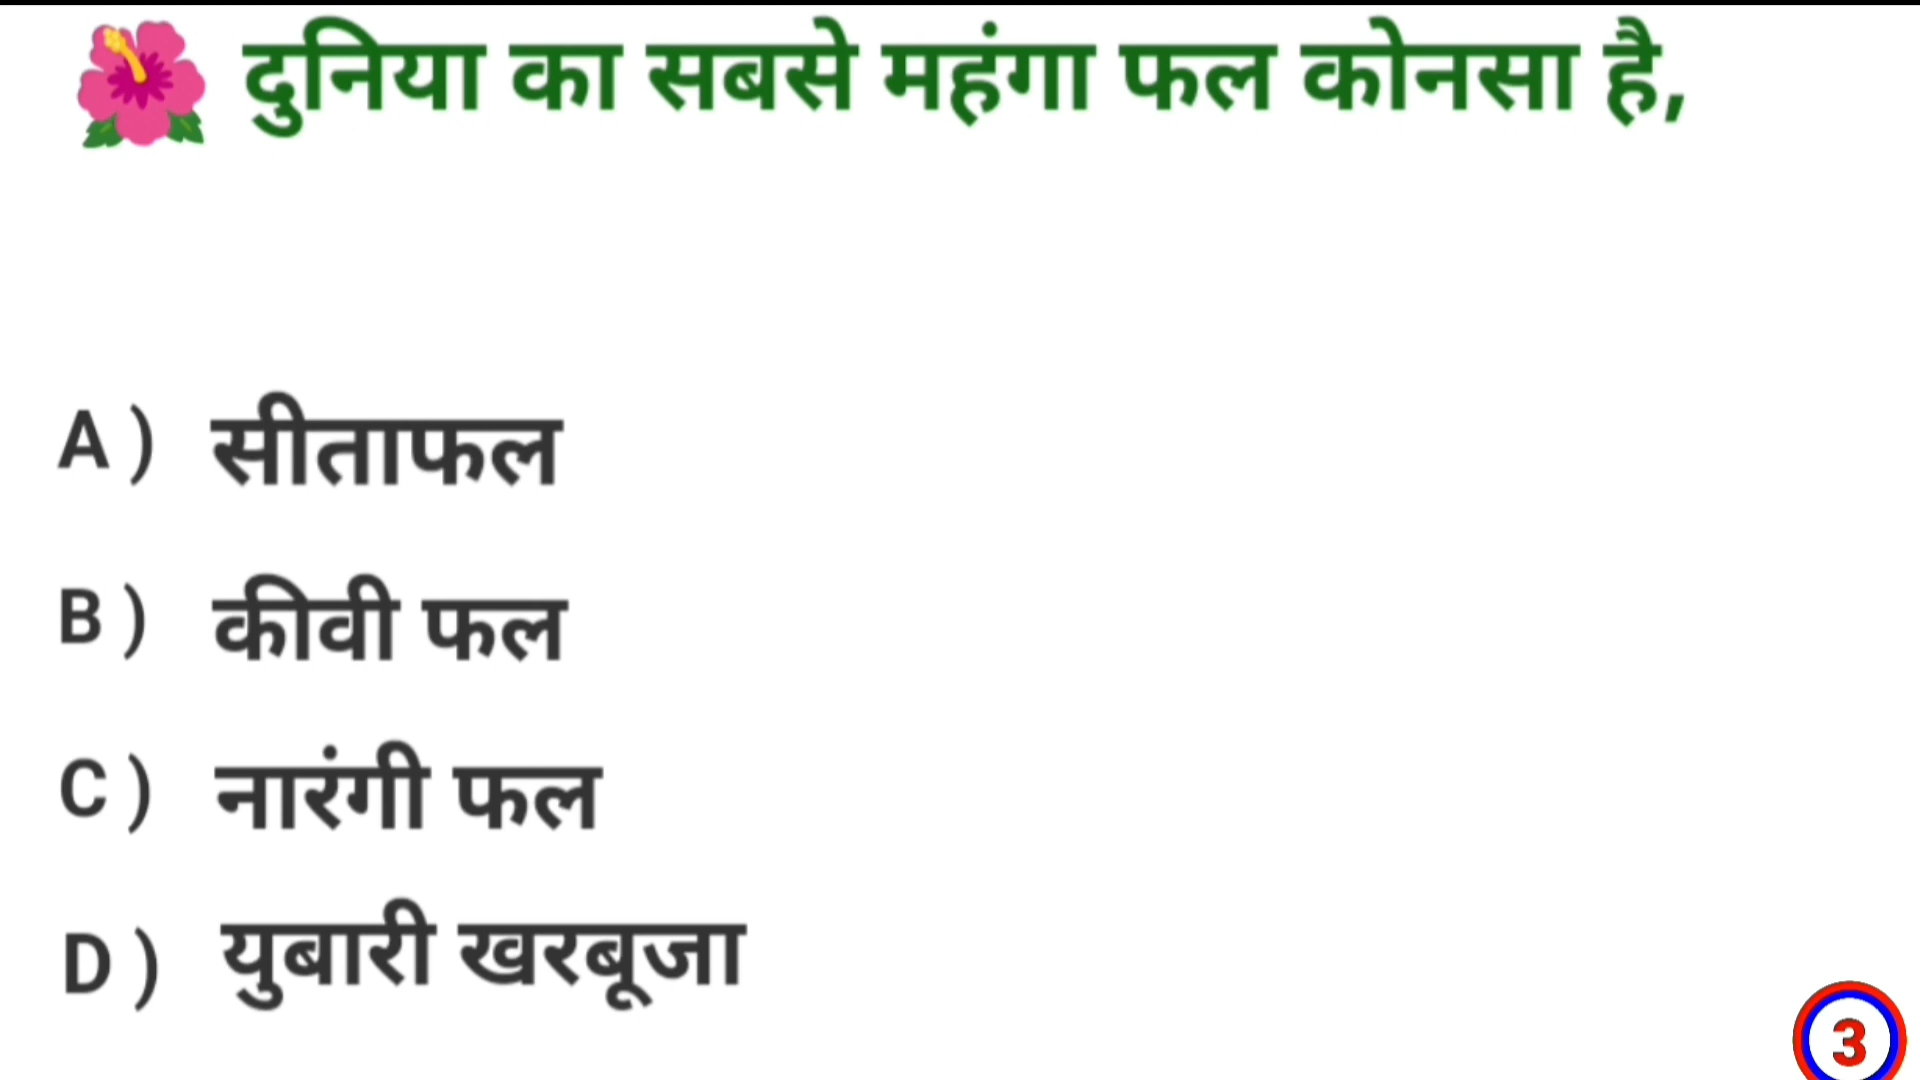 दुनिया का सबसे महंगा फल कोनसा है,
A) सीताफल
B) कीवी फल
C) नारंगी फल
D) युबारी खरबूजा
3